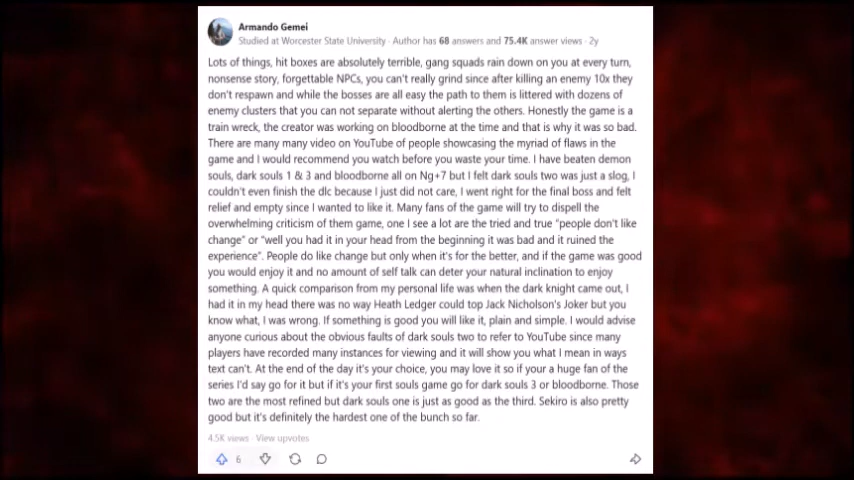 Armando Gemei
Studied at Worcester State University · Author has 68 answers and 75.4K answer views · 2y
Lots of things, hit boxes are absolutely terrible, gang squads rain down on you at every turn,
nonsense story, forgettable NPCs, you can't really grind since after killing an enemy 10x they
don't respawn and while the bosses are all easy the path to them is littered with dozens of
enemy clusters that you can not separate without alerting the others. Honestly the game is a
train wreck, the creator was working on bloodborne at the time and that is why it was so bad.
There are many many video on YouTube of people showcasing the myriad of flaws in the
game and I would recommend you watch before you waste your time. I have beaten demon
souls, dark souls 1 & 3 and bloodborne all on Ng+7 but I felt dark souls two was just a slog, I
couldn't even finish the dlc because I just did not care, I went right for the final boss and felt
relief and empty since I wanted to like it. Many fans of the game will try to dispell the
overwhelming criticism of them game, one I see a lot are the tried and true "people don't like
change" or "well you had it in your head from the beginning it was bad and it ruined the
experience". People do like change but only when it's for the better, and if the game was good
you would enjoy it and no amount of self talk can deter your natural inclination to enjoy
something. A quick comparison from my personal life was when the dark knight came out, I
had it in my head there was no way Heath Ledger could top Jack Nicholson's Joker but you
know what, I was wrong. If something is good you will like it, plain and simple. I would advise
anyone curious about the obvious faults of dark souls two to refer to YouTube since many
players have recorded many instances for viewing and it will show you what I mean in ways
text can't. At the end of the day it's your choice, you may love it so if your a huge fan of the
series I'd say go for it but if it's your first souls game go for dark souls 3 or bloodborne. Those
two are the most refined but dark souls one is just as good as the third. Sekiro is also pretty
good but it's definitely the hardest one of the bunch so far.
4.5K views · View upvotes
6